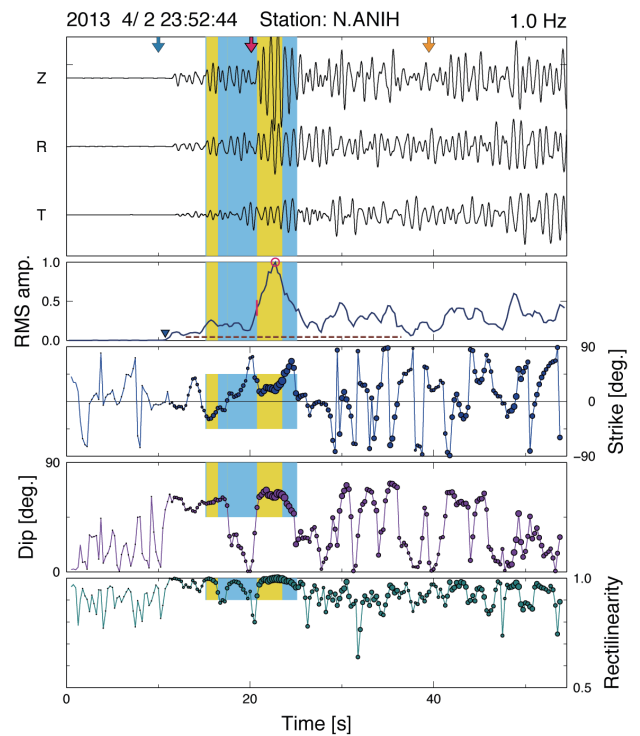 2013 4/ 2 23:52:44 Station: N.ANIH 1.0 Hz
Z
R
T
RMS amp.
1.0
0.5
0.0
90
0
−90
Strike [deg.]
90
0
Dip [deg.]
1.0
0.5
Rectilinearity
0 20 40
Time [s]